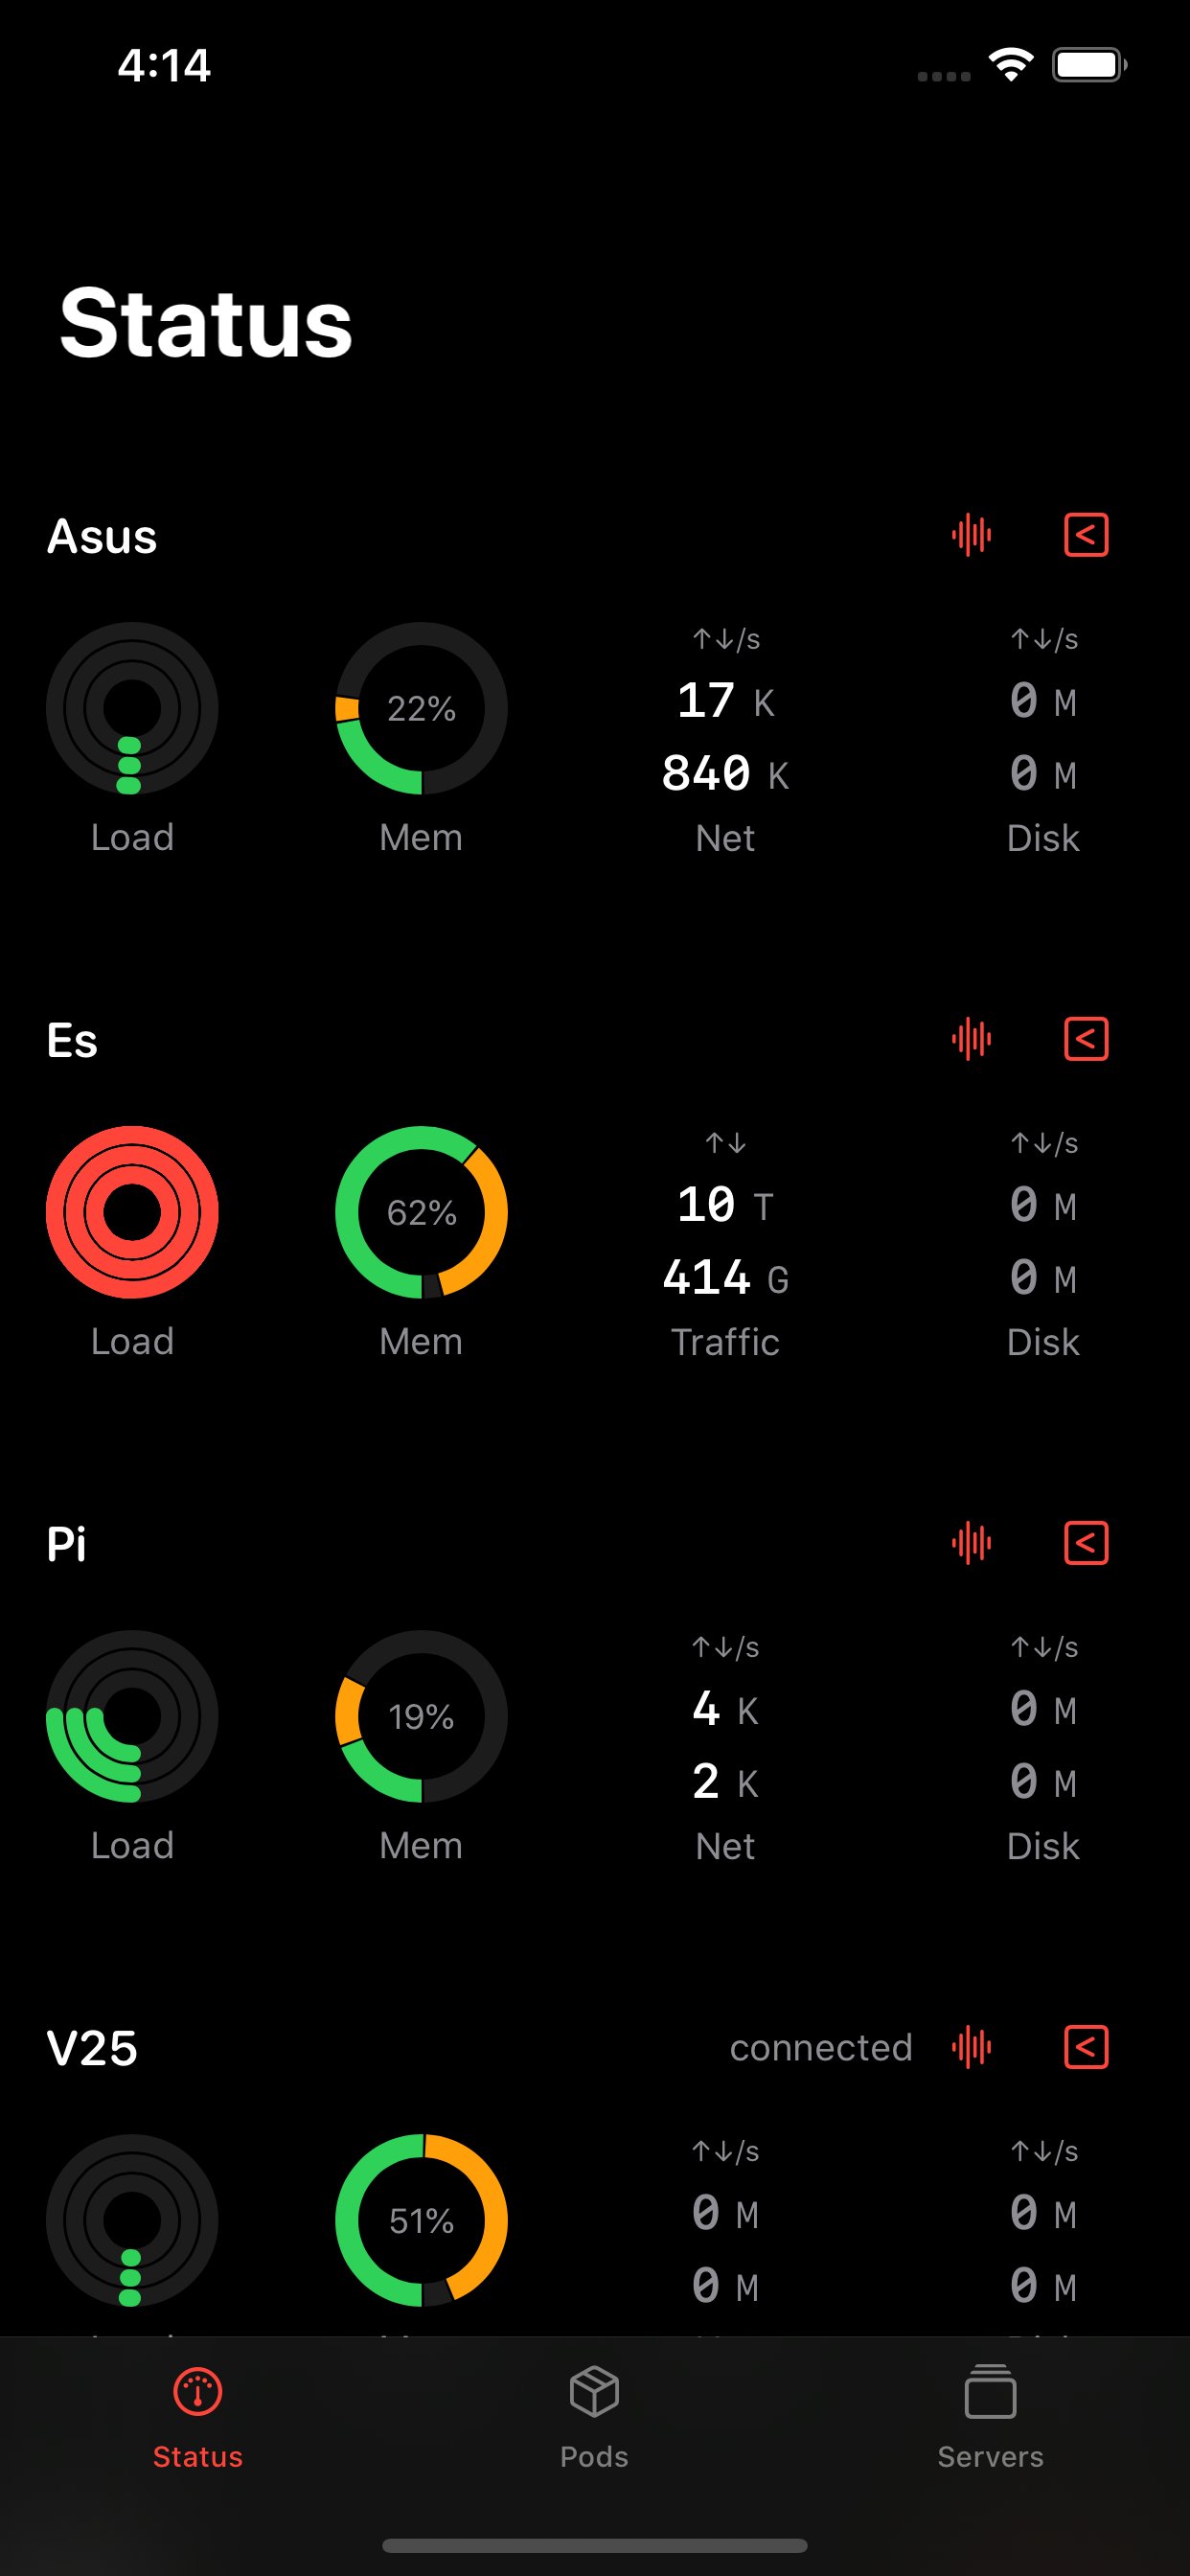 4:14
Status
Asus
22%
↑↓/s
17 K
840 K
↑↓/s
0 M
0 M
Load
Mem
Net
Disk
Es
62%
↑↓
10 T
414 G
↑↓/s
0 M
0 M
Load
Mem
Traffic
Disk
Pi
19%
↑↓/s
4 K
2 K
↑↓/s
0 M
0 M
Load
Mem
Net
Disk
V25
connected
51%
↑↓/s
0 M
0 M
↑↓/s
0 M
0 M
Status
Pods
Servers